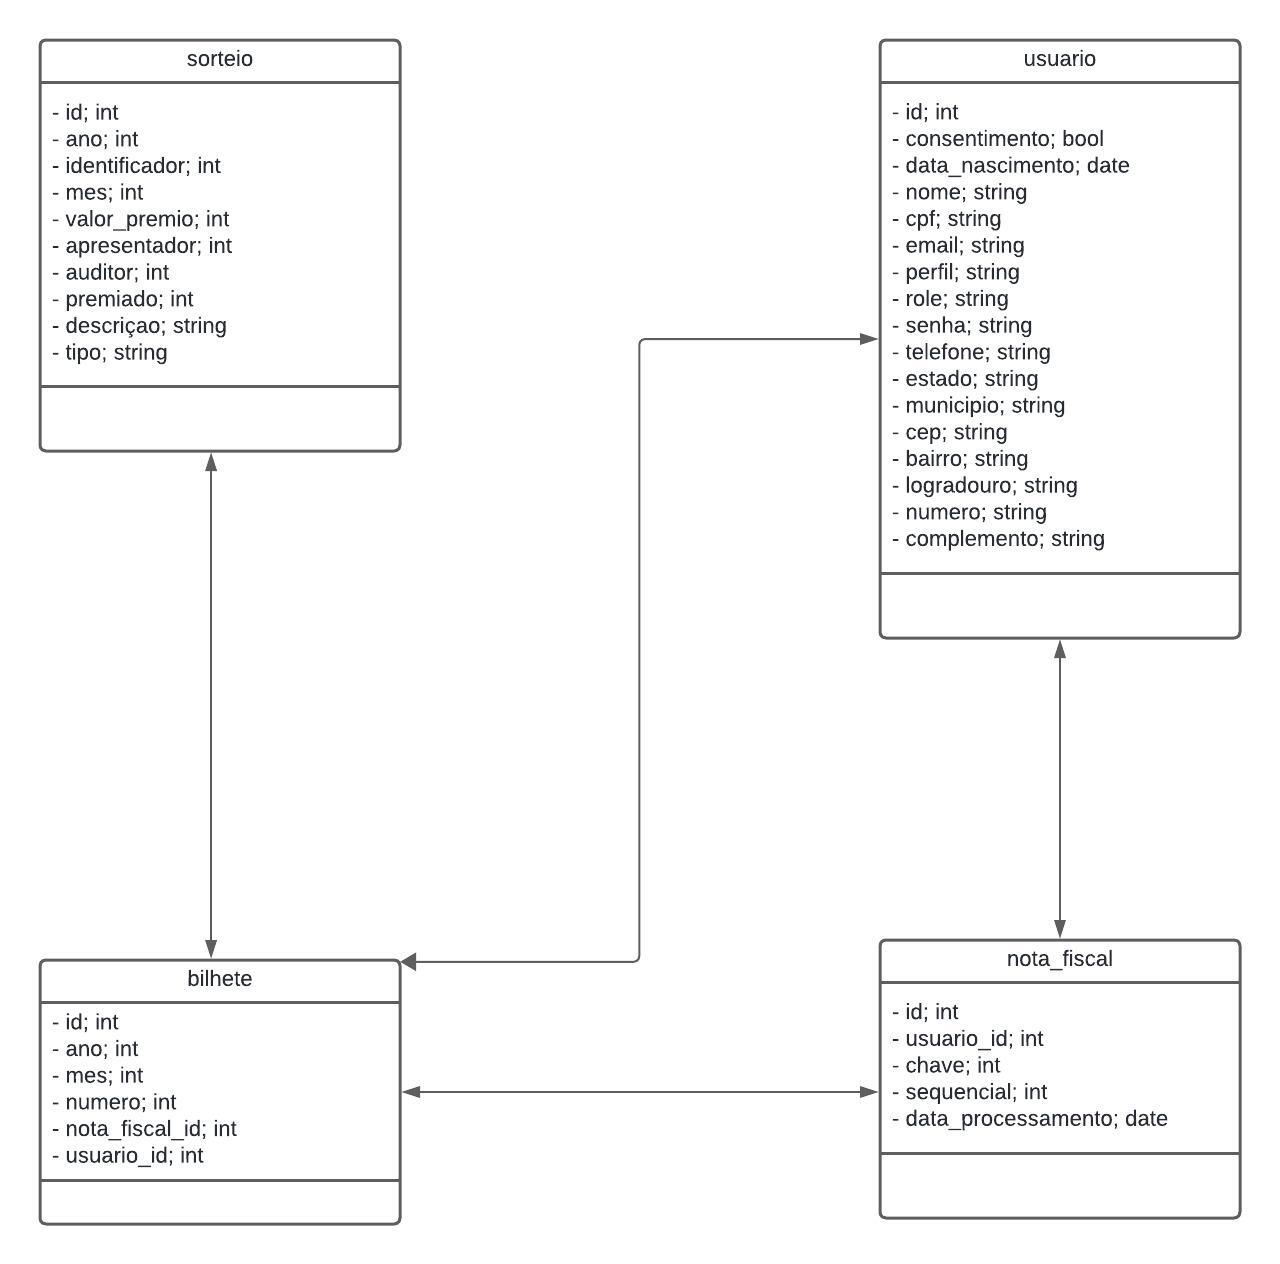 sorteio
- id; int
- ano; int
- identificador; int
- mes; int
- valor_premio; int
- apresentador; int
- auditor; int
- premiado; int
- descriçao; string
- tipo; string
usuario
- id; int
- consentimento; bool
- data_nascimento; date
- nome; string
- cpf; string
- email; string
- perfil; string
- role; string
- senha; string
- telefone; string
- estado; string
- municipio; string
- cep; string
- bairro; string
- logradouro; string
- numero; string
- complemento; string
bilhete
- id; int
- ano; int
- mes; int
- numero; int
- nota_fiscal_id; int
- usuario_id; int
nota_fiscal
- id; int
- usuario_id; int
- chave; int
- sequencial; int
- data_processamento; date